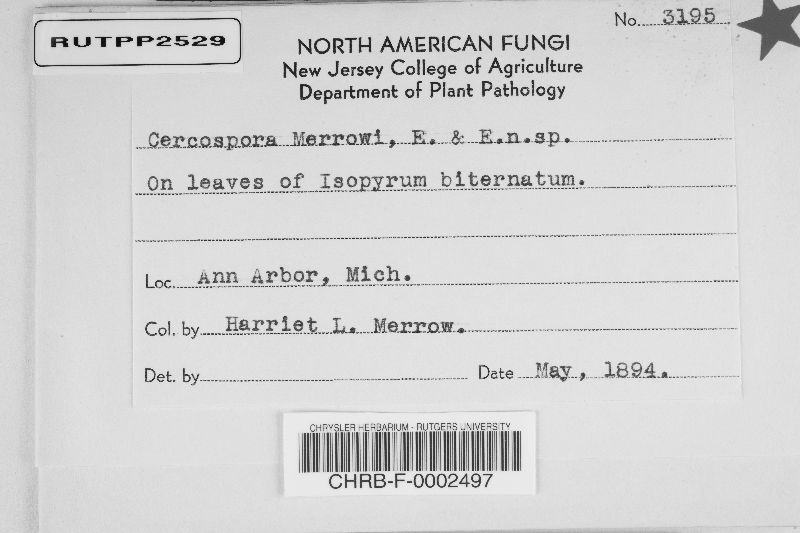 No. 3195
RUTPP2529
NORTH AMERICAN FUNGI
New Jersey College of Agriculture
Department of Plant Pathology
Cercospora Merrowi, E. & E.n.sp.
On leaves of Isopyrum biternatum.
Loc. Ann Arbor, Mich.
Col. by Harriet L. Merrow.
Det. by Date May, 1894.
CHRYSLER HERBARIUM - RUTGERS UNIVERSITY
CHRB-F-0002497